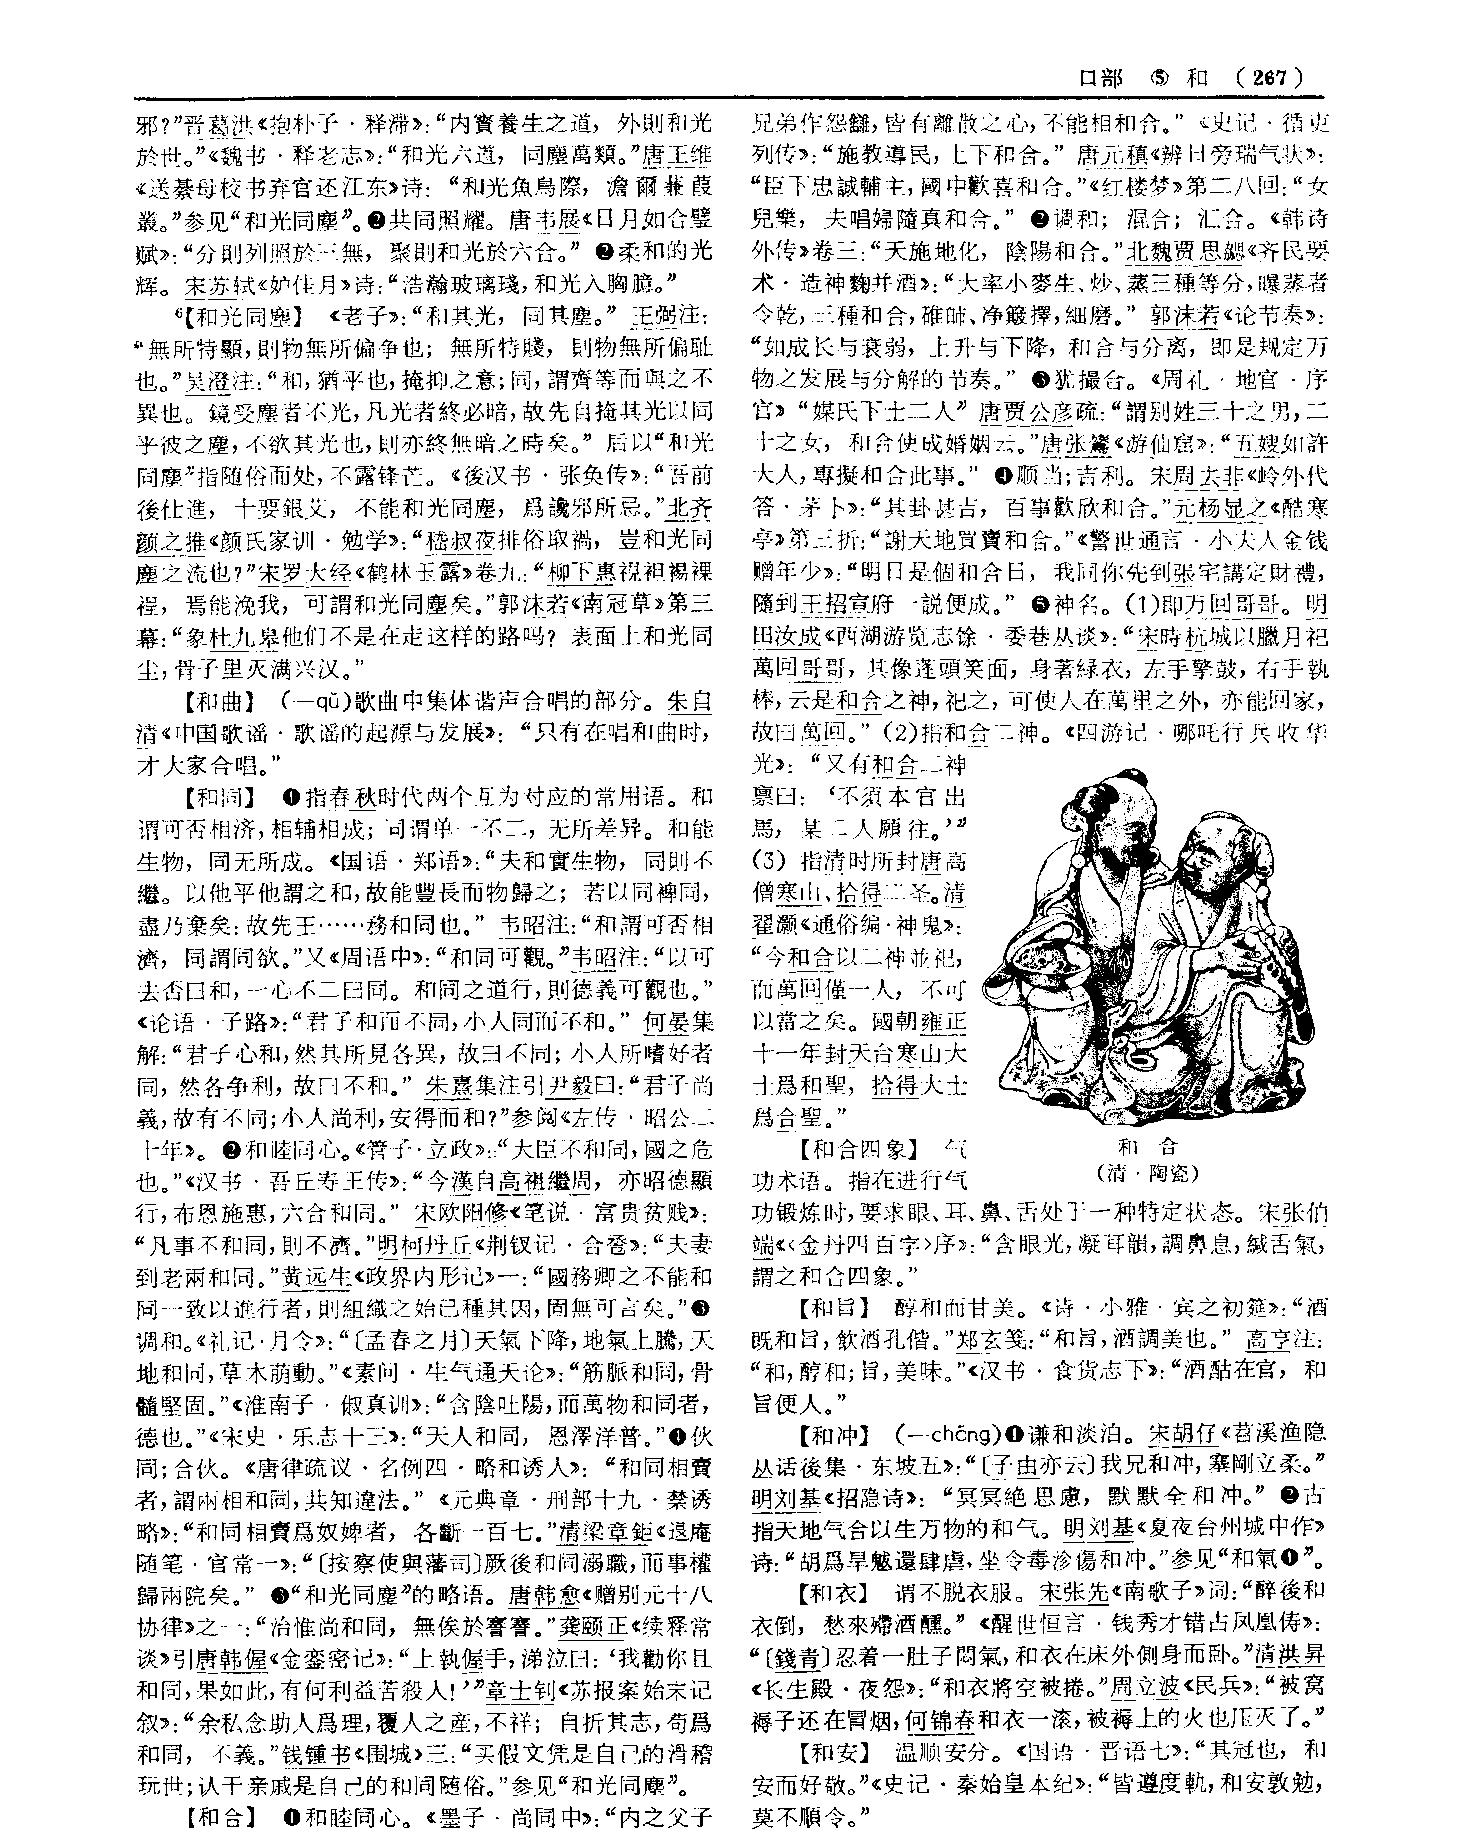 口部 ⑤ 和 (267)
邪？”晋葛洪《抱朴子·释滞》：“内寶養生之道，外則和光
於世。”《魏书·释老志》：“和光六道，同塵萬類。”唐王维
《送綦母校书弃官还江东》诗：“和光魚鳥際，澹爾蒹葭
叢。”参见“和光同塵”。❷共同照耀。唐韦展《日月如合璧
赋》：“分則列照於三無，聚則和光於六合。”❷柔和的光
辉。宋苏轼《妒佳月》诗：“浩瀚玻璃琖，和光入胸臆。”
6【和光同塵】《老子》：“和其光，同其塵。”王弼注：
“無所特顯，則物無所偏争也；無所特賤，則物無所偏耻
也。”吴澄注：“和，猶平也，掩抑之意；同，謂齊等而與之不
異也。鏡受塵者不光，凡光者終必暗，故先自掩其光以同
乎彼之塵，不欲其光也，則亦終無暗之時矣。”后以“和光
同塵”指随俗而处，不露锋芒。《後汉书·张奂传》：“吾前
後仕進，十要銀艾，不能和光同塵，爲讒邪所忌。”北齐
颜之推《颜氏家训·勉学》：“嵇叔夜排俗取禍，豈和光同
塵之流也？”宋罗大经《鹤林玉露》卷九：“柳下惠視袒裼裸
裎，焉能浼我，可謂和光同塵矣。”郭沫若《南冠草》第三
幕：“象杜九皋他们不是在走这样的路吗？表面上和光同
尘，骨子里灭满兴汉。”
【和曲】（—qǔ）歌曲中集体谐声合唱的部分。朱自
清《中国歌谣·歌谣的起源与发展》：“只有在唱和曲时，
才大家合唱。”
【和同】❶指春秋时代两个互为对应的常用语。和
谓可否相济，相辅相成；同谓单一不二，无所差异。和能
生物，同无所成。《国语·郑语》：“夫和實生物，同則不
繼。以他平他謂之和，故能豐長而物歸之；若以同裨同，
盡乃棄矣：故先王……務和同也。”韦昭注：“和謂可否相
濟，同謂同欲。”又《周语中》：“和同可觀。”韦昭注：“以可
去否曰和，一心不二曰同。和同之道行，則德義可觀也。”
《论语·子路》：“君子和而不同，小人同而不和。”何晏集
解：“君子心和，然其所見各異，故曰不同；小人所嗜好者
同，然各争利，故曰不和。”朱熹集注引尹毅曰：“君子尚
義，故有不同；小人尚利，安得而和？”参阅《左传·昭公二
十年》。❷和睦同心。《管子·立政》：“大臣不和同，國之危
也。”《汉书·吾丘寿王传》：“今漢自高祖繼周，亦昭德顯
行，布恩施惠，六合和同。”宋欧阳修《笔说·富贵贫贱》：
“凡事不和同，則不濟。”明柯丹丘《荆钗记·合卺》：“夫妻
到老兩和同。”黄远生《政界内形记》一：“國務卿之不能和
同一致以進行者，則組織之始已種其因，固無可言矣。”❸
调和。《礼记·月令》：“〔孟春之月〕天氣下降，地氣上騰，天
地和同，草木萌動。”《素问·生气通天论》：“筋脈和同，骨
髓堅固。”《淮南子·俶真训》：“含陰吐陽，而萬物和同者，
德也。”《宋史·乐志十三》：“天人和同，恩澤洋普。”❹伙
同；合伙。《唐律疏议·名例四·略和诱人》：“和同相賣
者，謂兩相和同，共知違法。”《元典章·刑部十九·禁诱
略》：“和同相賣爲奴婢者，各斷一百七。”清梁章鉅《退庵
随笔·官常一》：“〔按察使與藩司〕厥後和同溺職，而事權
歸兩院矣。”❺“和光同塵”的略语。唐韩愈《赠别元十八
协律》之一：“治惟尚和同，無俟於謇謇。”龚颐正《续释常
谈》引唐韩偓《金銮密记》：“上執偓手，涕泣曰：‘我勸你且
和同，果如此，有何利益苦殺人！’”章士钊《苏报案始末记
叙》：“余私念助人爲理，覆人之産，不祥；自折其志，苟爲
和同，不義。”钱锺书《围城》三：“买假文凭是自己的滑稽
玩世；认干亲戚是自己的和同随俗。”参见“和光同塵”。
【和合】❶和睦同心。《墨子·尚同中》：“内之父子
兄弟作怨讎，皆有離散之心，不能相和合。”《史记·循吏
列传》：“施教導民，上下和合。”唐元稹《辨日旁瑞气状》：
“臣下忠誠輔主，國中歡喜和合。”《红楼梦》第二八回：“女
兒樂，夫唱婦隨真和合。”❷调和；混合；汇合。《韩诗
外传》卷三：“天施地化，陰陽和合。”北魏贾思勰《齐民要
术·造神麴并酒》：“大率小麥生、炒、蒸三種等分，曝蒸者
令乾，三種和合，碓䏲、净簸擇，細磨。”郭沫若《论节奏》：
“如成长与衰弱，上升与下降，和合与分离，即是规定万
物之发展与分解的节奏。”❸犹撮合。《周礼·地官·序
官》“媒氏下士二人”唐贾公彦疏：“謂别姓三十之男，二
十之女，和合使成婚姻云。”唐张鷟《游仙窟》：“五嫂如許
大人，專擬和合此事。”❹顺当；吉利。宋周去非《岭外代
答·茅卜》：“其卦甚吉，百事歡欣和合。”元杨显之《酷寒
亭》第三折：“謝天地買賣和合。”《警世通言·小夫人金钱
赠年少》：“明日是個和合日，我同你先到張宅講定財禮，
隨到王招宣府一説便成。”❺神名。(1)即万回哥哥。明
田汝成《西湖游览志馀·委巷丛谈》：“宋時杭城以臘月祀
萬回哥哥，其像蓬頭笑面，身著緑衣，左手擎鼓，右手執
棒，云是和合之神，祀之，可使人在萬里之外，亦能回家，
故曰萬回。”(2)指和合二神。《四游记·哪吒行兵收华
光》：“又有和合二神
禀曰：‘不須本官出
馬，某二人願往。’”
(3) 指清时所封唐高
僧寒山、拾得二圣。清
翟灏《通俗编·神鬼》：
“今和合以二神並祀，
而萬回僅一人，不可
以當之矣。國朝雍正
十一年封天台寒山大
士爲和聖，拾得大士
爲合聖。”
和 合
（清·陶瓷）
【和合四象】 气
功术语。指在进行气
功锻炼时，要求眼、耳、鼻、舌处于一种特定状态。宋张伯
端《〈金丹四百字〉序》：“含眼光，凝耳韻，調鼻息，緘舌氣，
謂之和合四象。”
【和旨】 醇和而甘美。《诗·小雅·宾之初筵》：“酒
既和旨，飲酒孔偕。”郑玄笺：“和旨，酒調美也。”高亨注：
“和，醇和；旨，美味。”《汉书·食货志下》：“酒酤在官，和
旨便人。”
【和冲】（—chōng）❶谦和淡泊。宋胡仔《苕溪渔隐
丛话後集·东坡五》：“〔子由亦云〕我兄和冲，塞剛立柔。”
明刘基《招隐诗》：“冥冥絶思慮，默默全和冲。”❷古
指天地气合以生万物的和气。明刘基《夏夜台州城中作》
诗：“胡爲旱魃還肆虐，坐令毒沴傷和冲。”参见“和氣❶”。
【和衣】 谓不脱衣服。宋张先《南歌子》词：“醉後和
衣倒，愁來殢酒醺。”《醒世恒言·钱秀才错占凤凰俦》：
“〔錢青〕忍着一肚子悶氣，和衣在床外側身而卧。”清洪昇
《长生殿·夜怨》：“和衣將空被捲。”周立波《民兵》：“被窝
褥子还在冒烟，何锦春和衣一滚，被褥上的火也压灭了。”
【和安】 温顺安分。《国语·晋语七》：“其冠也，和
安而好敬。”《史记·秦始皇本纪》：“皆遵度軌，和安敦勉，
莫不順令。”